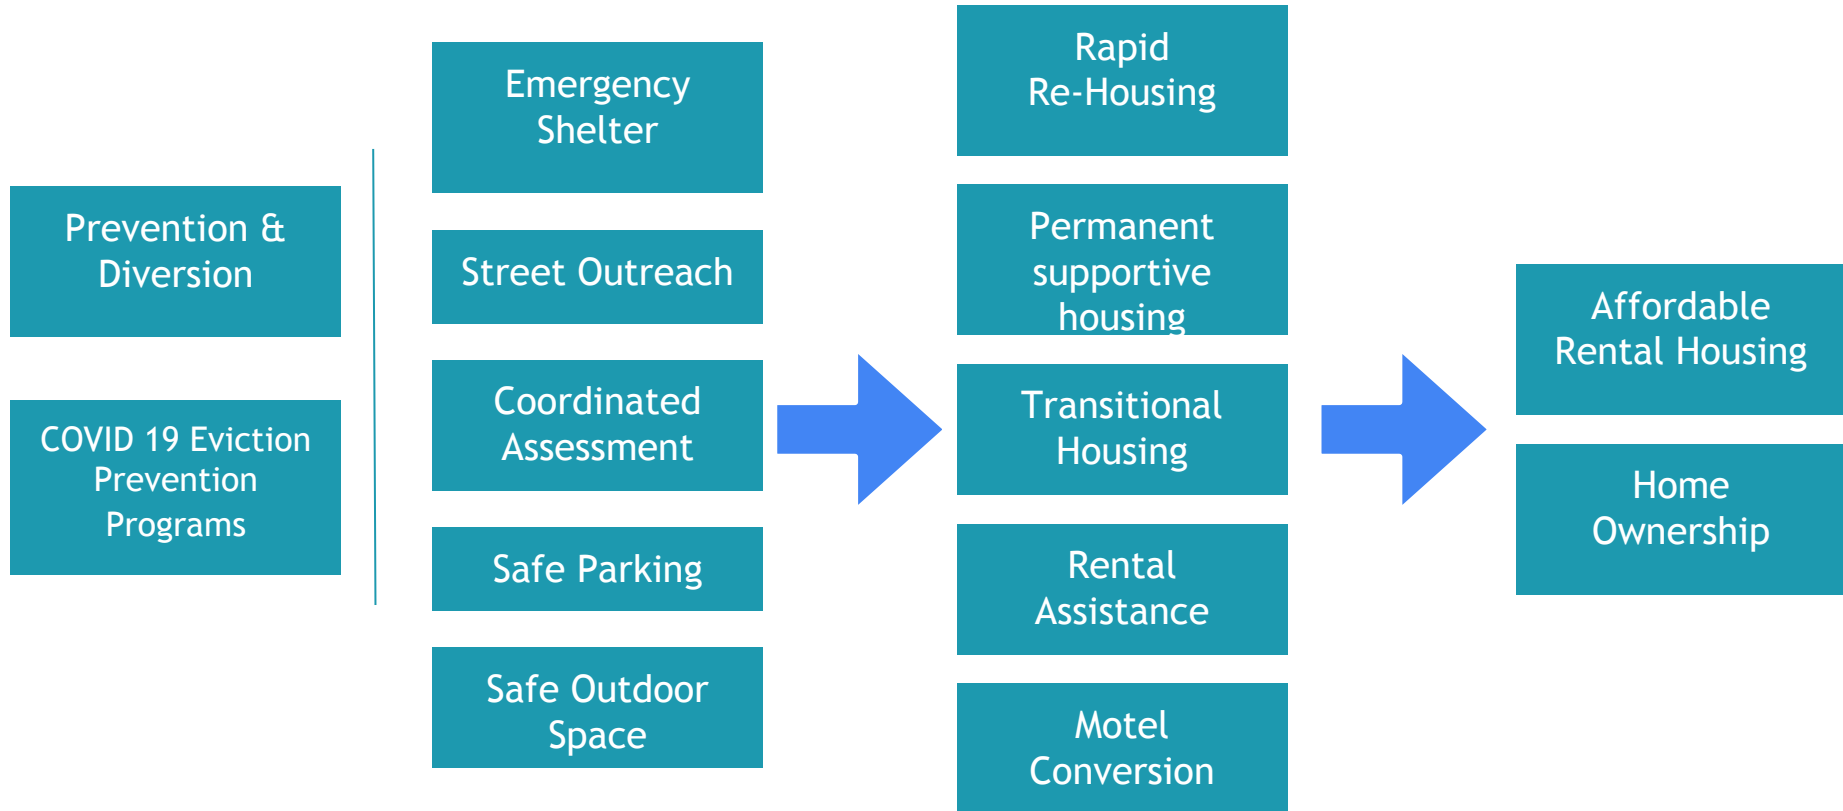 Prevention &
Diversion
COVID 19 Eviction
Prevention
Programs
Emergency
Shelter
Street Outreach
Coordinated
Assessment
Safe Parking
Safe Outdoor
Space
Rapid
Re-Housing
Permanent
supportive
housing
Transitional
Housing
Rental
Assistance
Motel
Conversion
Affordable
Rental Housing
Home
Ownership